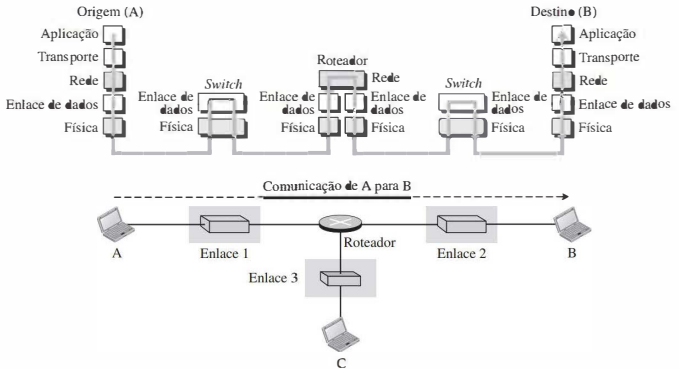 Origem (A)
Destino (B)
Aplicação
Transporte
Rede
Enlace de dados
Física
Switch
Enlace de
dados
Física
Roteador
Rede
Enlace de
dados
Física
Enlace de
dados
Física
Switch
Enlace de
dados
Física
Aplicação
Transporte
Rede
Enlace de dados
Física
Comunicação de A para B
A
Enlace 1
Roteador
Enlace 2
B
Enlace 3
C